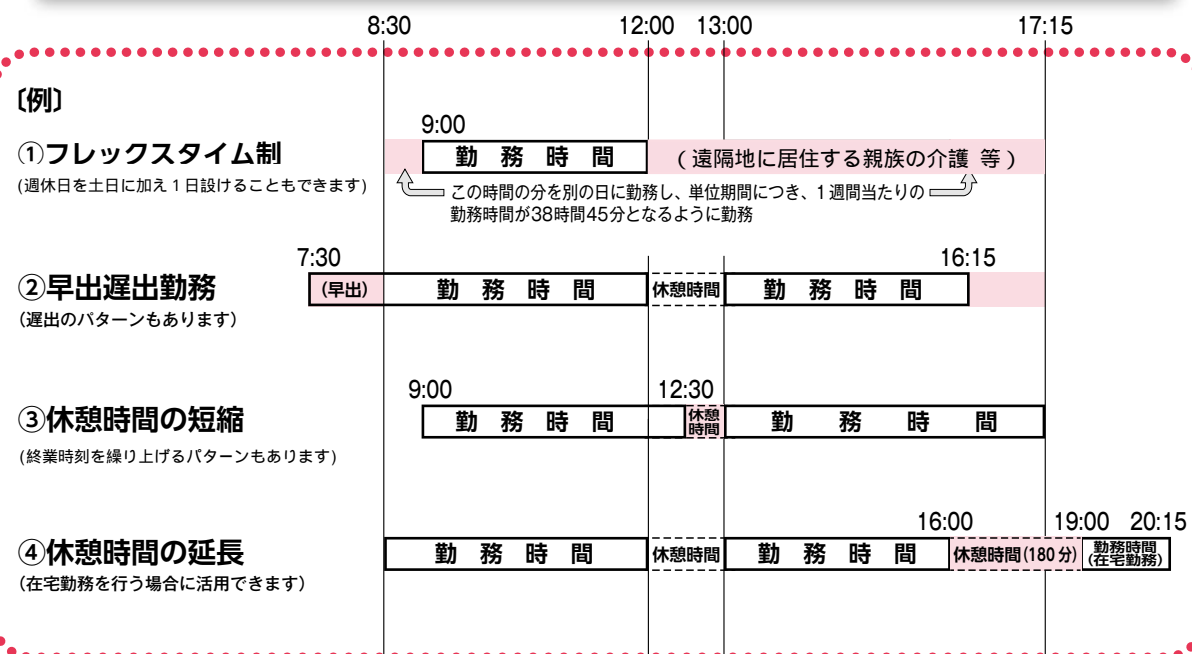 8:30 12:00 13:00 17:15
〔例〕
9:00
①フレックスタイム制 勤務時間 (遠隔地に居住する親族の介護 等)
(週休日を土日に加え1日設けることもできます)
この時間の分を別の日に勤務し、単位期間につき、1週間当たりの
勤務時間が38時間45分となるように勤務
7:30 16:15
②早出遅出勤務 (早出) 勤務時間 休憩時間 勤務時間
(遅出のパターンもあります)
9:00 12:30
③休憩時間の短縮 勤務時間 休憩時間 勤務時間
(終業時刻を繰り上げるパターンもあります)
16:00 19:00 20:15
④休憩時間の延長 勤務時間 休憩時間 勤務時間 休憩時間(180分) 勤務時間(在宅勤務)
(在宅勤務を行う場合に活用できます)